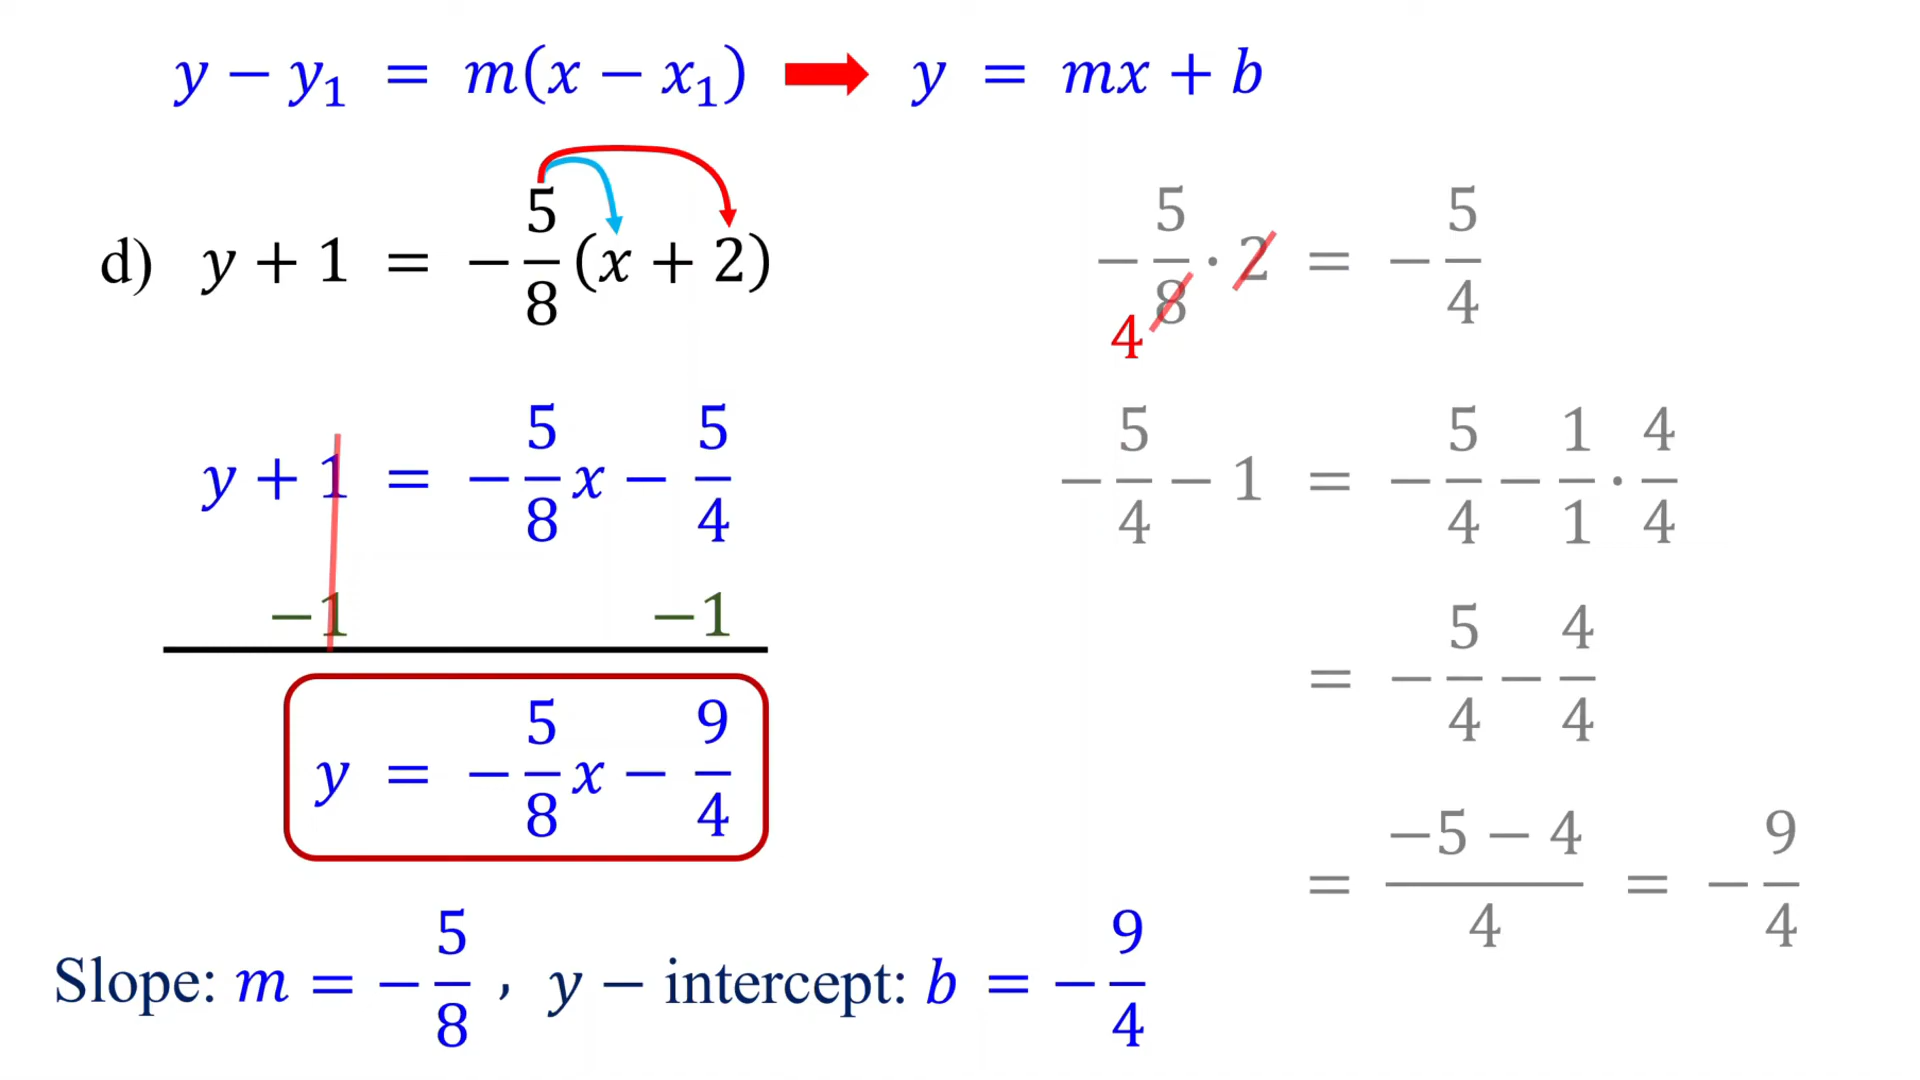 y − y₁ = m(x − x₁) ➡ y = mx + b
d) y + 1 = −5/8(x + 2)
y + 1 = −5/8x − 5/4
−1 −1
y = −5/8x − 9/4
Slope: m = −5/8 , y − intercept: b = −9/4
−5/8 · 2 = −5/4
4
−5/4 − 1 = −5/4 − 1/1 · 4/4
= −5/4 − 4/4
= (−5 − 4)/4 = −9/4